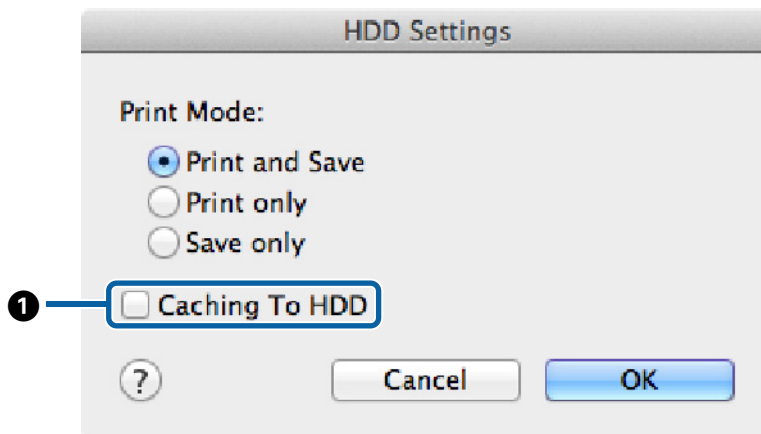 HDD Settings
Print Mode:
Print and Save
Print only
Save only
1 Caching To HDD
? Cancel OK